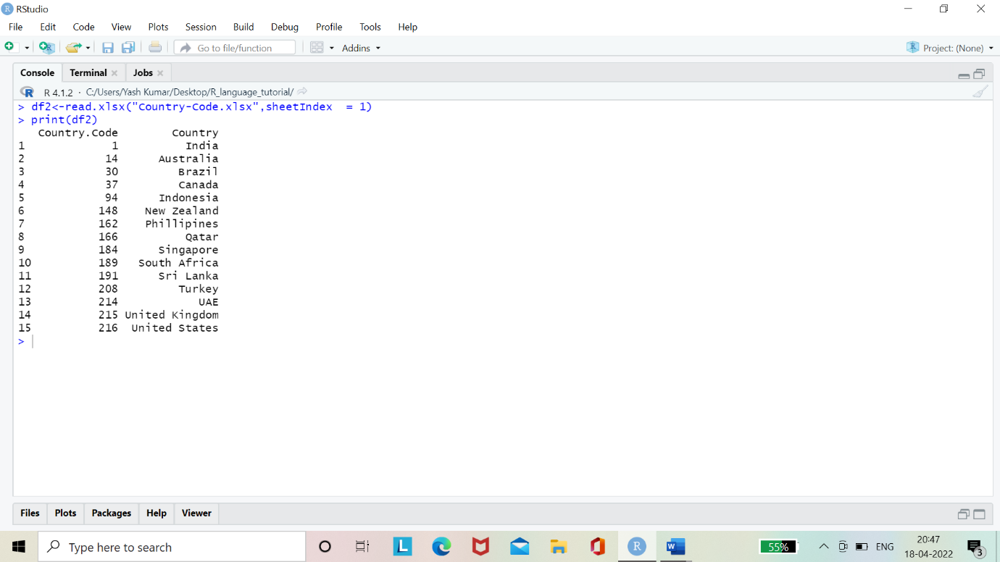 RStudio
File Edit Code View Plots Session Build Debug Profile Tools Help
Go to file/function Addins Project: (None)
Console Terminal Jobs
R 4.1.2 · C:/Users/Yash Kumar/Desktop/R_language_tutorial/
> df2<-read.xlsx("Country-Code.xlsx",sheetIndex  = 1)
> print(df2)
Country.Code Country
1 1 India
2 14 Australia
3 30 Brazil
4 37 Canada
5 94 Indonesia
6 148 New Zealand
7 162 Phillipines
8 166 Qatar
9 184 Singapore
10 189 South Africa
11 191 Sri Lanka
12 208 Turkey
13 214 UAE
14 215 United Kingdom
15 216 United States
>
Files Plots Packages Help Viewer
Type here to search 55% ENG 20:47
18-04-2022 3